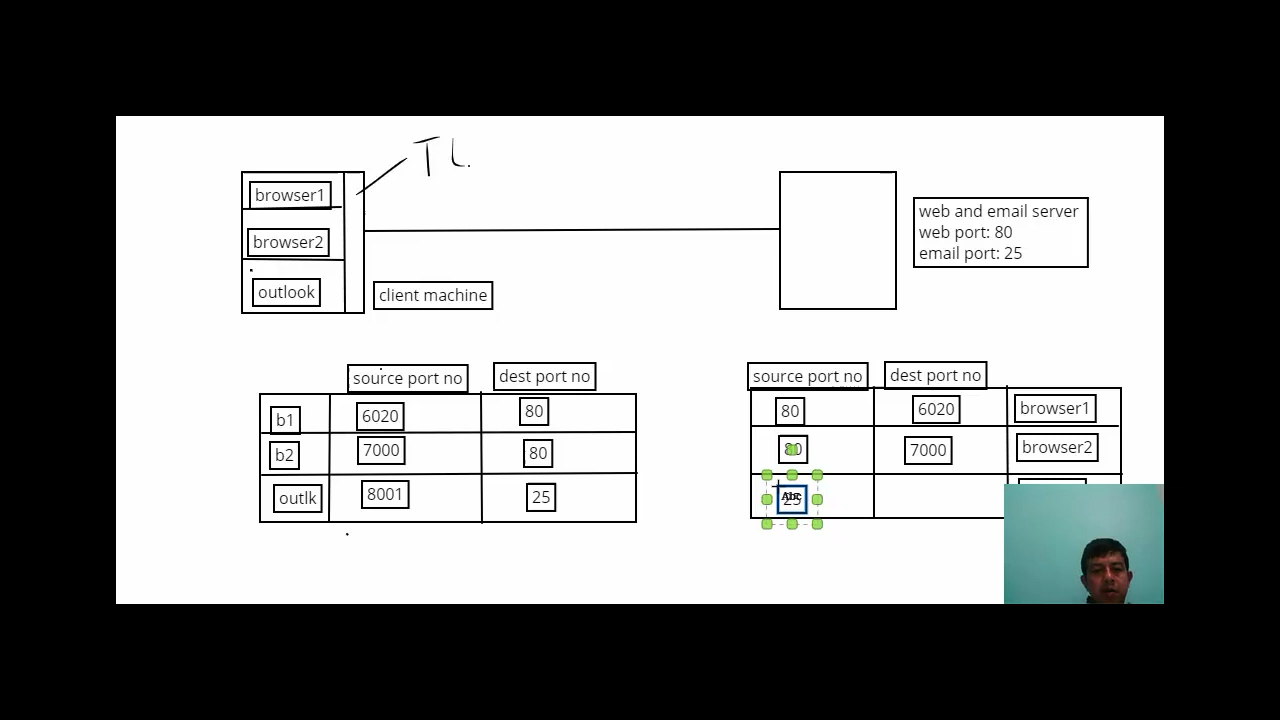 TL.
browser1
browser2
outlook
client machine
web and email server
web port: 80
email port: 25
source port no
dest port no
b1
6020
80
b2
7000
80
outlk
8001
25
source port no
dest port no
80
6020
browser1
80
7000
browser2
25